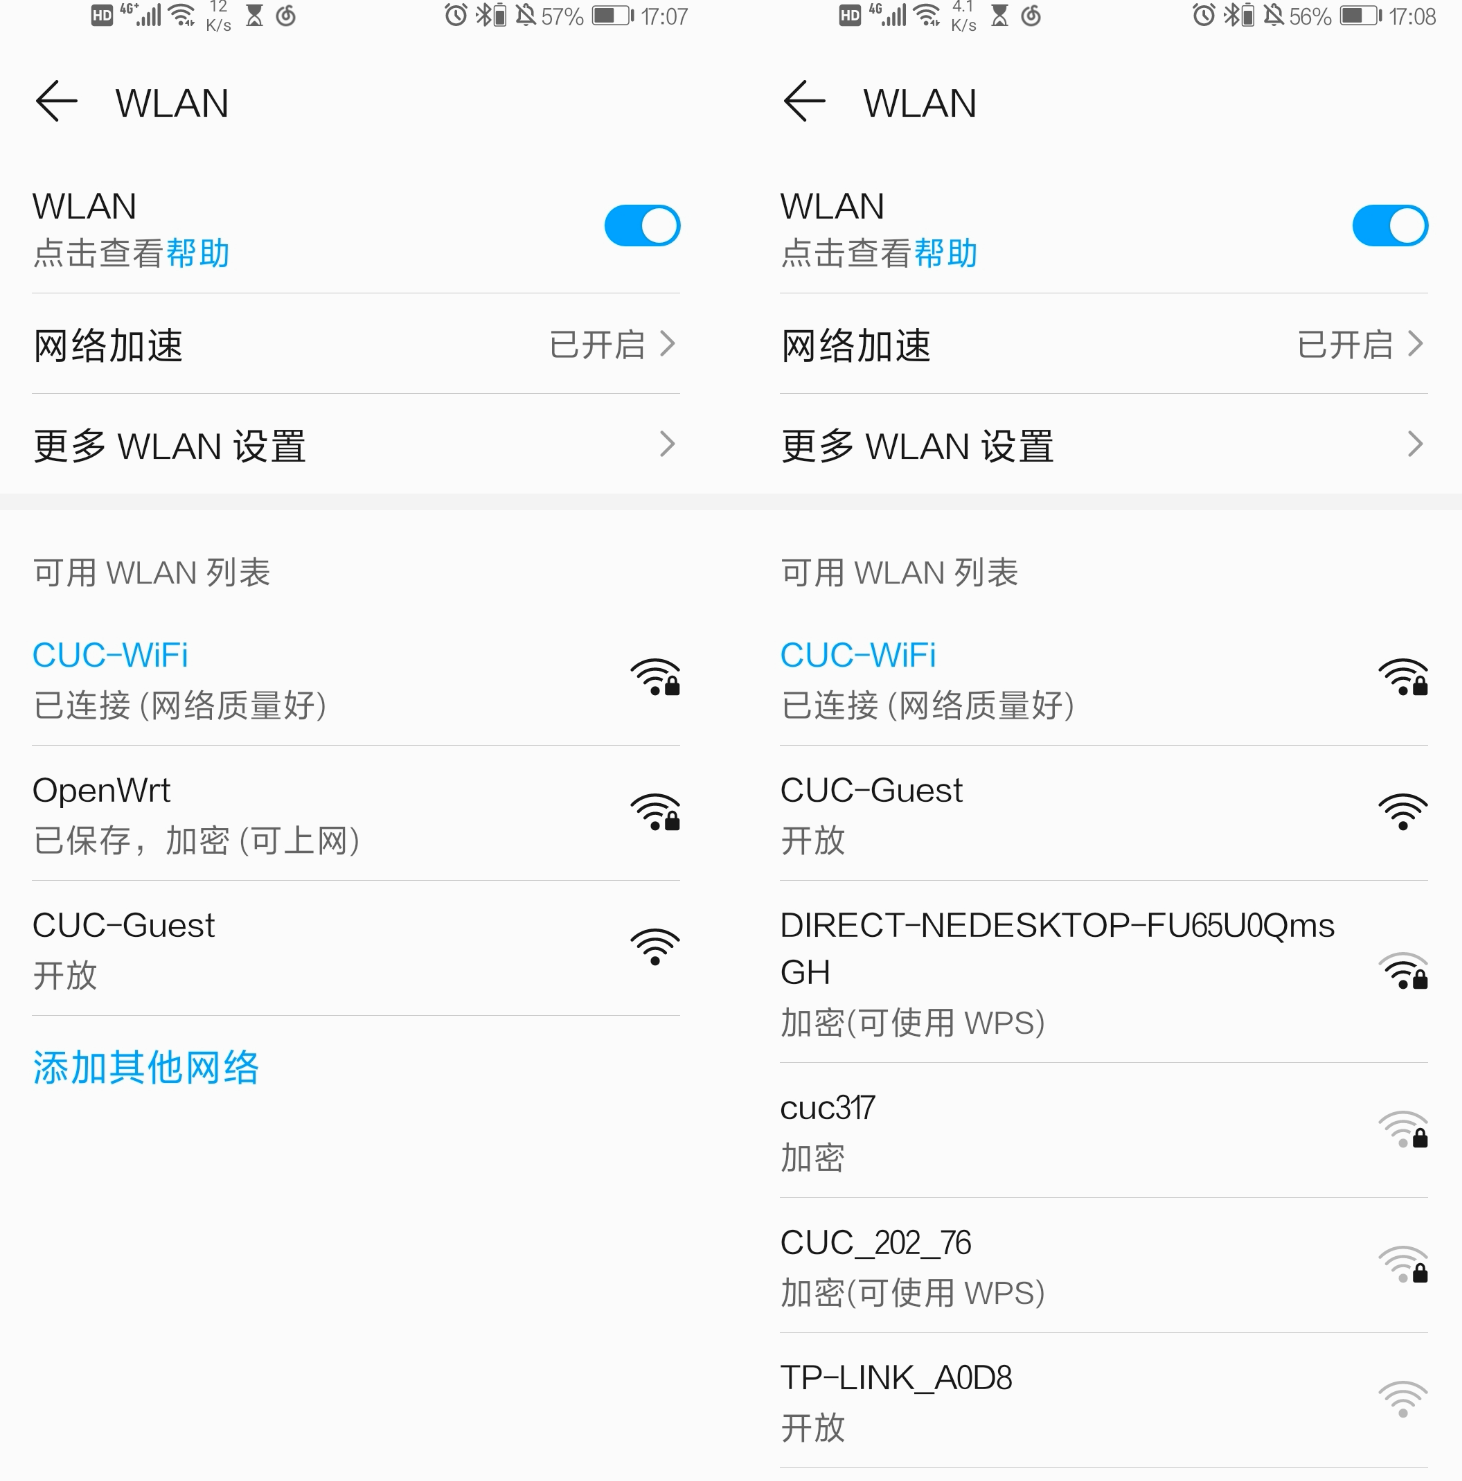 HD 4G+ 12 K/s 57% 17:07
WLAN
WLAN
点击查看帮助
网络加速 已开启
更多 WLAN 设置
可用 WLAN 列表
CUC-WiFi
已连接 (网络质量好)
OpenWrt
已保存，加密 (可上网)
CUC-Guest
开放
添加其他网络
HD 4G 4.1 K/s 56% 17:08
WLAN
WLAN
点击查看帮助
网络加速 已开启
更多 WLAN 设置
可用 WLAN 列表
CUC-WiFi
已连接 (网络质量好)
CUC-Guest
开放
DIRECT-NEDESKTOP-FU65U0Qms
GH
加密(可使用 WPS)
cuc317
加密
CUC_202_76
加密(可使用 WPS)
TP-LINK_A0D8
开放